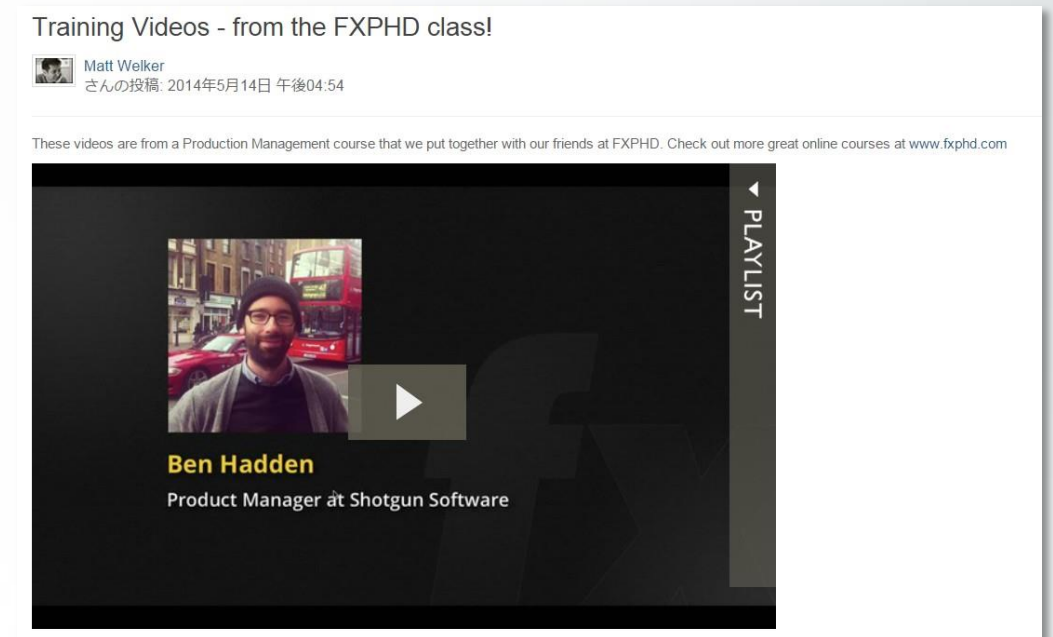 Training Videos - from the FXPHD class!
Matt Welker
さんの投稿: 2014年5月14日 午後04:54
These videos are from a Production Management course that we put together with our friends at FXPHD. Check out more great online courses at www.fxphd.com
PLAYLIST
Ben Hadden
Product Manager at Shotgun Software
fx